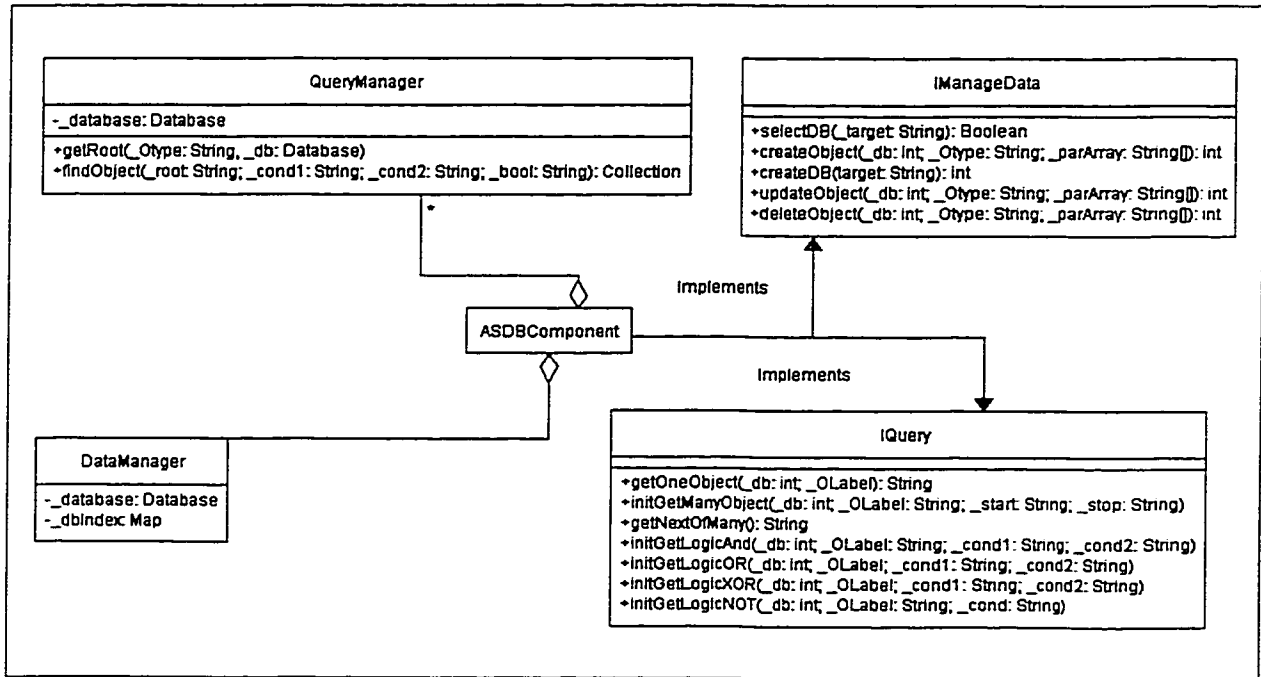 QueryManager
-_database: Database
+getRoot(_Otype: String, _db: Database)
+findObject(_root: String; _cond1: String; _cond2: String; _bool: String): Collection
*
IManageData
+selectDB(_target: String): Boolean
+createObject(_db: int; _Otype: String; _parArray: String[]): int
+createDB(target: String): int
+updateObject(_db: int; _Otype: String; _parArray: String[]): int
+deleteObject(_db: int; _Otype: String; _parArray: String[]): int
Implements
ASDBComponent
Implements
DataManager
-_database: Database
-_dbIndex: Map
IQuery
+getOneObject(_db: int; _OLabel): String
+initGetManyObject(_db: int; _OLabel: String; _start: String; _stop: String)
+getNextOfMany(): String
+initGetLogicAnd(_db: int; _OLabel: String; _cond1: String; _cond2: String)
+initGetLogicOR(_db: int; _OLabel; _cond1: String; _cond2: String)
+initGetLogicXOR(_db: int; _OLabel; _cond1: String; _cond2: String)
+initGetLogicNOT(_db: int; _OLabel: String; _cond: String)